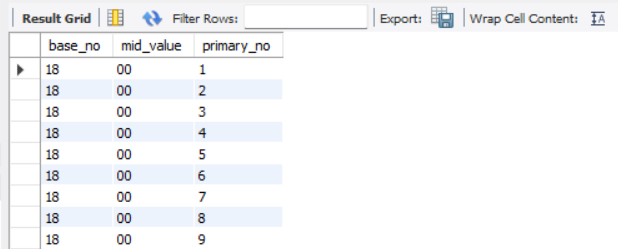 Result Grid Filter Rows: Export: Wrap Cell Content: IA
base_no mid_value primary_no
18 00 1
18 00 2
18 00 3
18 00 4
18 00 5
18 00 6
18 00 7
18 00 8
18 00 9